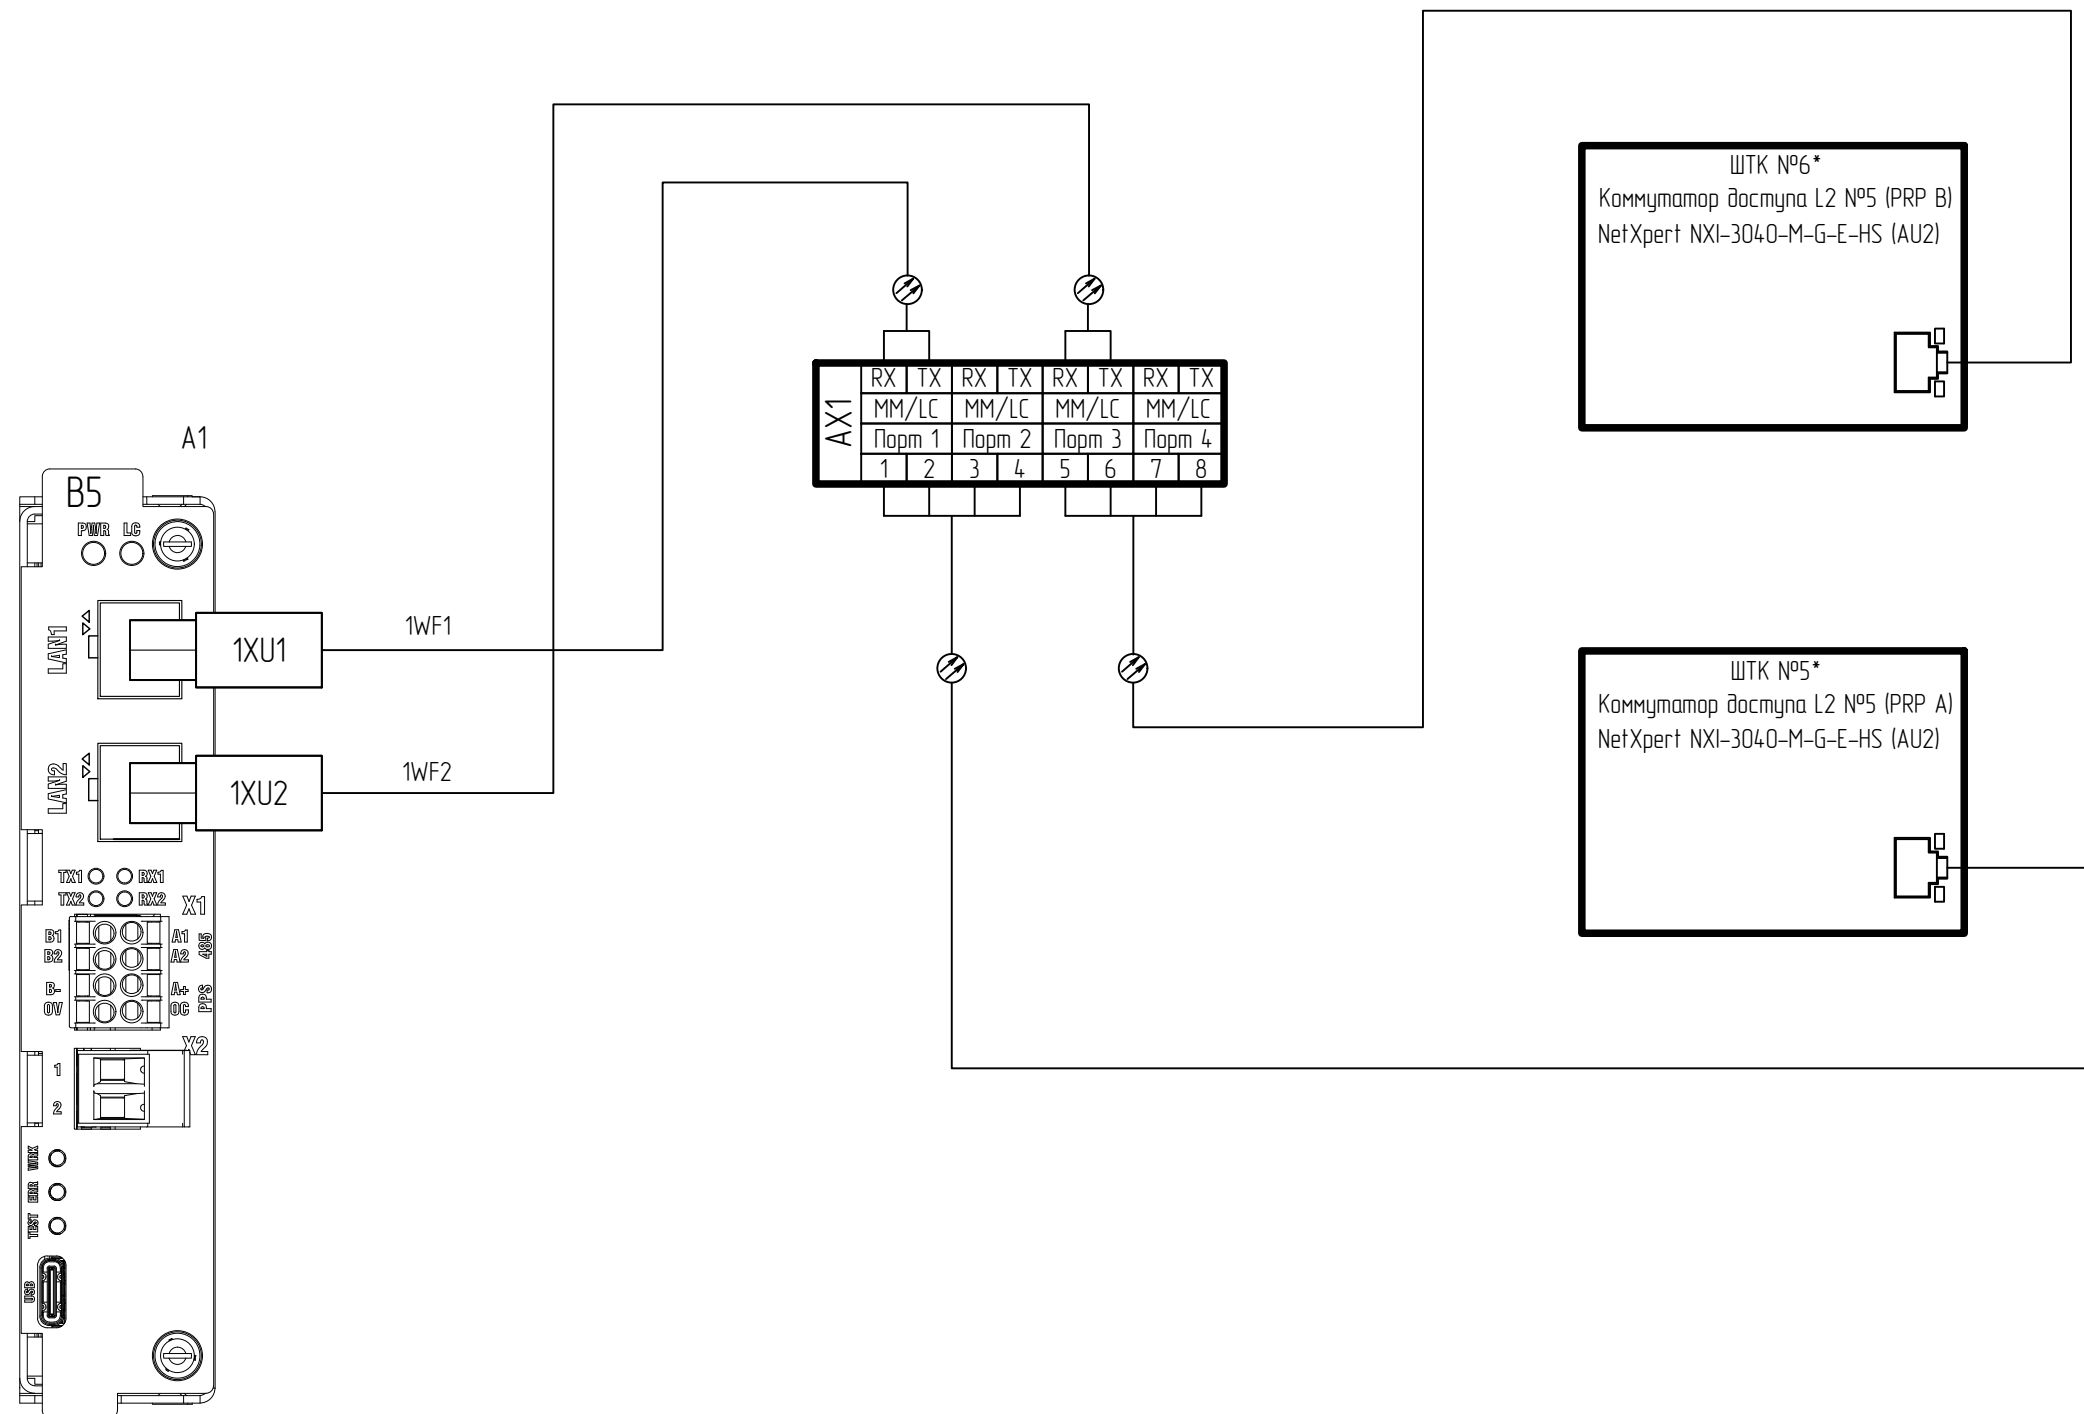 ШТК №6*
Коммутатор доступа L2 №5 (PRP B)
NetXpert NXI-3040-M-G-E-HS (AU2)
AX1
RX TX RX TX RX TX RX TX
MM/LC MM/LC MM/LC MM/LC
Порт 1 Порт 2 Порт 3 Порт 4
1 2 3 4 5 6 7 8
A1
B5
PWR LC
LAN1
1XU1
1WF1
LAN2
1XU2
1WF2
ШТК №5*
Коммутатор доступа L2 №5 (PRP A)
NetXpert NXI-3040-M-G-E-HS (AU2)
TX1 RX1
TX2 RX2
X1
B1 A1
B2 A2
485
B- A+
0V OC
PPS
X2
1
2
WRK
ERR
TEST
USB